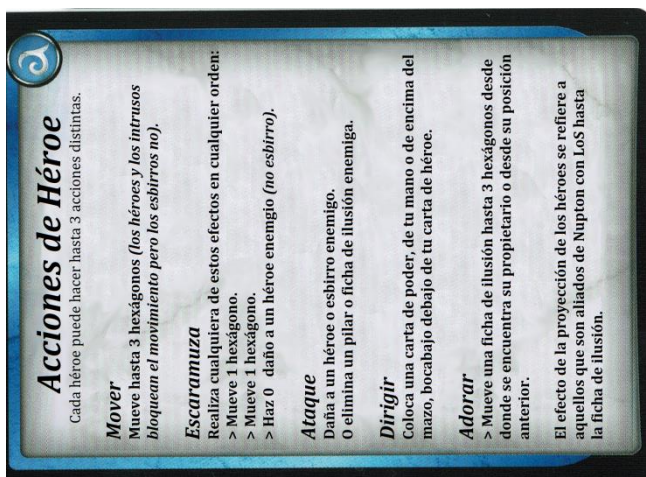 Acciones de Héroe
Cada héroe puede hacer hasta 3 acciones distintas.
Mover
Mueve hasta 3 hexágonos (los héroes y los intrusos
bloquean el movimiento pero los esbirros no).
Escaramuza
Realiza cualquiera de estos efectos en cualquier orden:
> Mueve 1 hexágono.
> Mueve 1 hexágono.
> Haz 0 daño a un héroe enemgio (no esbirro).
Ataque
Daña a un héroe o esbirro enemigo.
O elimina un pilar o ficha de ilusión enemiga.
Dirigir
Coloca una carta de poder, de tu mano o de encima del
mazo, bocabajo debajo de tu carta de héroe.
Adorar
> Mueve una ficha de ilusión hasta 3 hexágonos desde
donde se encuentra su propietario o desde su posición
anterior.
El efecto de la proyección de los héroes se refiere a
aquellos que son aliados de Nupton con LoS hasta
la ficha de ilusión.